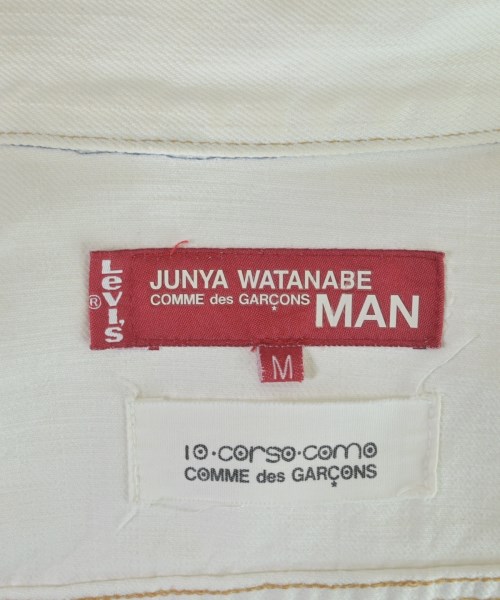 Levi's
®
JUNYA WATANABE
COMME des GARÇONS MAN
M
10·corso·como
COMME des GARÇONS